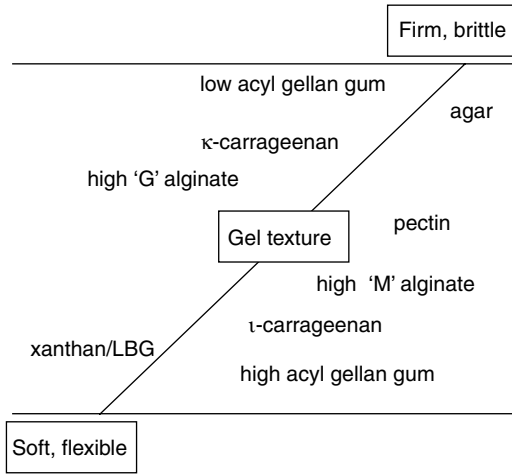 Firm, brittle
low acyl gellan gum
agar
κ-carrageenan
high ‘G’ alginate
pectin
Gel texture
high ‘M’ alginate
ι-carrageenan
xanthan/LBG
high acyl gellan gum
Soft, flexible